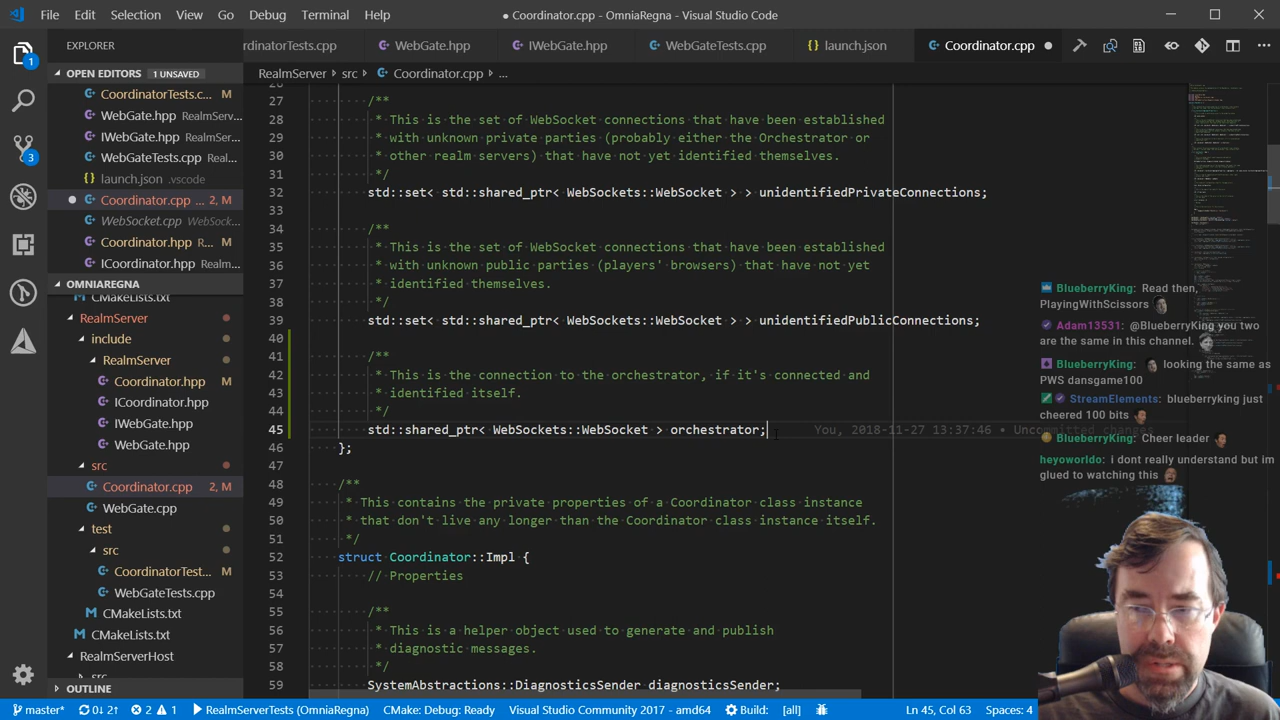 File Edit Selection View Go Debug Terminal Help
● Coordinator.cpp - OmniaRegna - Visual Studio Code
EXPLORER
rdinatorTests.cpp WebGate.hpp IWebGate.hpp WebGateTests.cpp launch.json Coordinator.cpp ●
OPEN EDITORS 1 UNSAVED
RealmServer › src › Coordinator.cpp › ...
CoordinatorTests.c... M
WebGate.hpp RealmServ...
IWebGate.hpp RealmSer...
WebGateTests.cpp Real...
launch.json .vscode
Coordinator.cpp ... 2, M
WebSocket.cpp WebSock...
Coordinator.hpp R... M
ICoordinator.hpp Realm...
OMNIAREGNA
CMakeLists.txt
RealmServer
include
RealmServer
Coordinator.hpp M
ICoordinator.hpp
IWebGate.hpp
WebGate.hpp
src
Coordinator.cpp 2, M
WebGate.cpp
test
src
CoordinatorTest... M
WebGateTests.cpp
CMakeLists.txt
CMakeLists.txt
RealmServerHost
src
OUTLINE
26
27 /**
28 * This is the set of WebSocket connections that have been established
29 * with unknown private parties (probably either the Orchestrator or
30 * other realm servers) that have not yet identified themselves.
31 */
32 std::set< std::shared_ptr< WebSockets::WebSocket > > unidentifiedPrivateConnections;
33
34 /**
35 * This is the set of WebSocket connections that have been established
36 * with unknown public parties (players' browsers) that have not yet
37 * identified themselves.
38 */
39 std::set< std::shared_ptr< WebSockets::WebSocket > > unidentifiedPublicConnections;
40
41 /**
42 * This is the connection to the orchestrator, if it's connected and
43 * identified itself.
44 */
45 std::shared_ptr< WebSockets::WebSocket > orchestrator; You, 2018-11-27 13:37:46 • Uncommitted changes
46 };
47
48 /**
49 * This contains the private properties of a Coordinator class instance
50 * that don't live any longer than the Coordinator class instance itself.
51 */
52 struct Coordinator::Impl {
53 // Properties
54
55 /**
56 * This is a helper object used to generate and publish
57 * diagnostic messages.
58 */
59 SystemAbstractions::DiagnosticsSender diagnosticsSender;
BlueberryKing: Read then,
PlayingWithScissors
Adam13531: @BlueberryKing you two
are the same in this channel.
BlueberryKing: looking the same as
PWS dansgame100
StreamElements: blueberryking just
cheered 100 bits
BlueberryKing: Cheer leader
heyoworldo: i dont really understand but im
glued to watching this
1
3
master* 0↓ 2↑ 2 1 RealmServerTests (OmniaRegna) CMake: Debug: Ready Visual Studio Community 2017 - amd64 Build: [all] Ln 45, Col 63 Spaces: 4